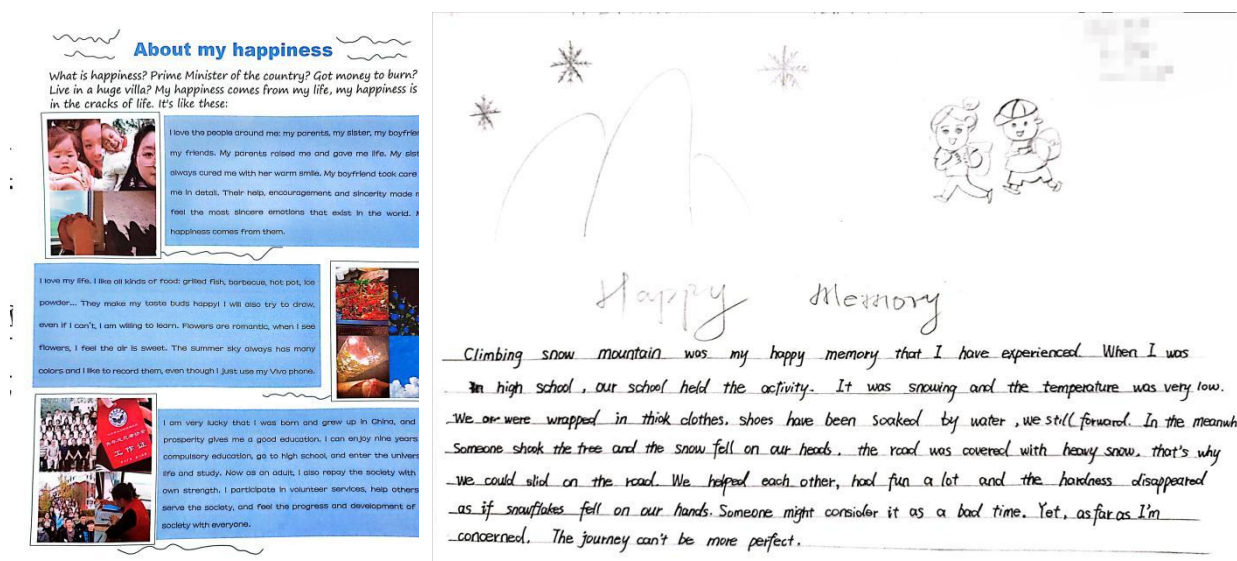 About my happiness
What is happiness? Prime Minister of the country? Got money to burn?
Live in a huge villa? My happiness comes from my life, my happiness is
in the cracks of life. It's like these:
I love the people around me: my parents, my sister, my boyfrien
my friends. My parents raised me and gave me life. My sist
always cured me with her warm smile. My boyfriend took care
me in detail. Their help, encouragement and sincerity made m
feel the most sincere emotions that exist in the world. M
happiness comes from them.
I love my life. I like all kinds of food: grilled fish, barbecue, hot pot, ice
powder... They make my taste buds happy! I will also try to draw,
even if I can't, I am willing to learn. Flowers are romantic, when I see
flowers, I feel the air is sweet. The summer sky always has many
colors and I like to record them, even though I just use my Vivo phone.
工作证
I am very lucky that I was born and grew up in China, and
prosperity gives me a good education. I can enjoy nine years
compulsory education, go to high school, and enter the univers
life and study. Now as an adult, I also repay the society with
own strength. I participate in volunteer services, help others
serve the society, and feel the progress and development of
society with everyone.
Happy Memory
Climbing snow mountain was my happy memory that I have experienced. When I was
in high school, our school held the activity. It was snowing and the temperature was very low.
We were wrapped in thiok clothes, shoes have been soaked by water, we still forward. In the meanwh
Someone shook the tree and the snow fell on our heads. the road was covered with heavy snow. that's why
we could slid on the road. We helped each other, had fun a lot and the hardness disappeared
as if snowflakes fell on our hands. Someone might consider it as a bad time. Yet, as far as I'm
concerned. The journey can't be more perfect.